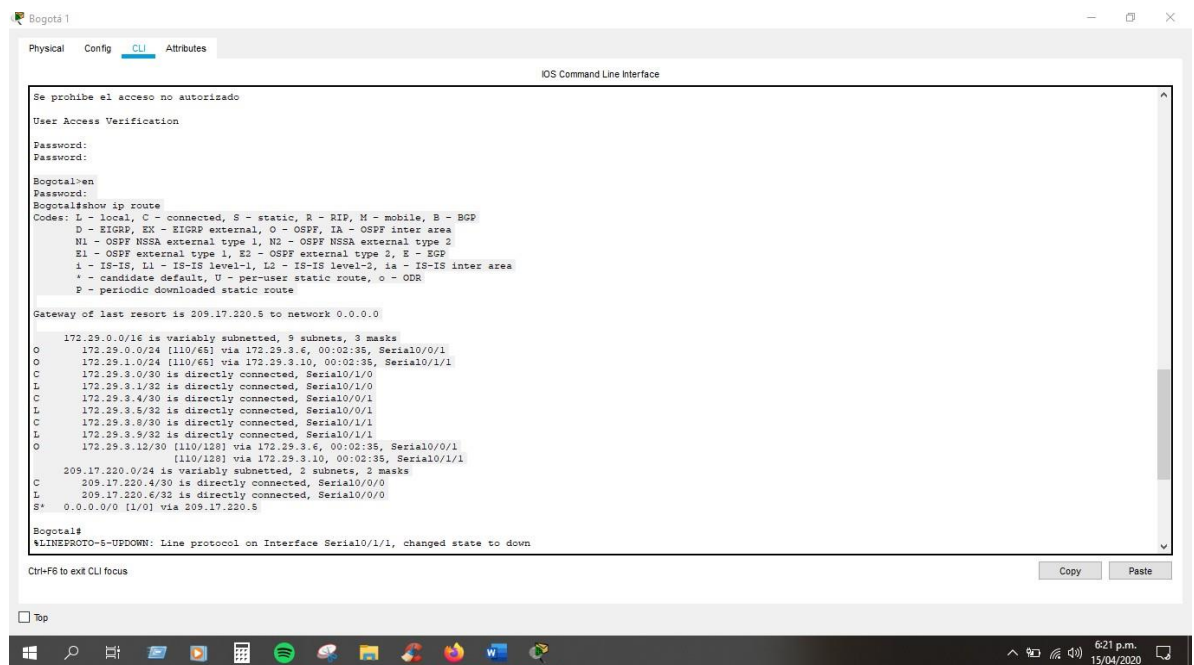 Bogotá 1
Physical Config CLI Attributes
IOS Command Line Interface
Se prohibe el acceso no autorizado
User Access Verification
Password:
Password:
Bogota1>en
Password:
Bogota1#show ip route
Codes: L - local, C - connected, S - static, R - RIP, M - mobile, B - BGP
D - EIGRP, EX - EIGRP external, O - OSPF, IA - OSPF inter area
N1 - OSPF NSSA external type 1, N2 - OSPF NSSA external type 2
E1 - OSPF external type 1, E2 - OSPF external type 2, E - EGP
i - IS-IS, L1 - IS-IS level-1, L2 - IS-IS level-2, ia - IS-IS inter area
* - candidate default, U - per-user static route, o - ODR
P - periodic downloaded static route
Gateway of last resort is 209.17.220.5 to network 0.0.0.0
172.29.0.0/16 is variably subnetted, 9 subnets, 3 masks
O 172.29.0.0/24 [110/65] via 172.29.3.6, 00:02:35, Serial0/0/1
O 172.29.1.0/24 [110/65] via 172.29.3.10, 00:02:35, Serial0/1/1
C 172.29.3.0/30 is directly connected, Serial0/1/0
L 172.29.3.1/32 is directly connected, Serial0/1/0
C 172.29.3.4/30 is directly connected, Serial0/0/1
L 172.29.3.5/32 is directly connected, Serial0/0/1
C 172.29.3.8/30 is directly connected, Serial0/1/1
L 172.29.3.9/32 is directly connected, Serial0/1/1
O 172.29.3.12/30 [110/128] via 172.29.3.6, 00:02:35, Serial0/0/1
[110/128] via 172.29.3.10, 00:02:35, Serial0/1/1
209.17.220.0/24 is variably subnetted, 2 subnets, 2 masks
C 209.17.220.4/30 is directly connected, Serial0/0/0
L 209.17.220.6/32 is directly connected, Serial0/0/0
S* 0.0.0.0/0 [1/0] via 209.17.220.5
Bogota1#
%LINEPROTO-5-UPDOWN: Line protocol on Interface Serial0/1/1, changed state to down
Ctrl+F6 to exit CLI focus
Copy Paste
Top
6:21 p.m.
15/04/2020